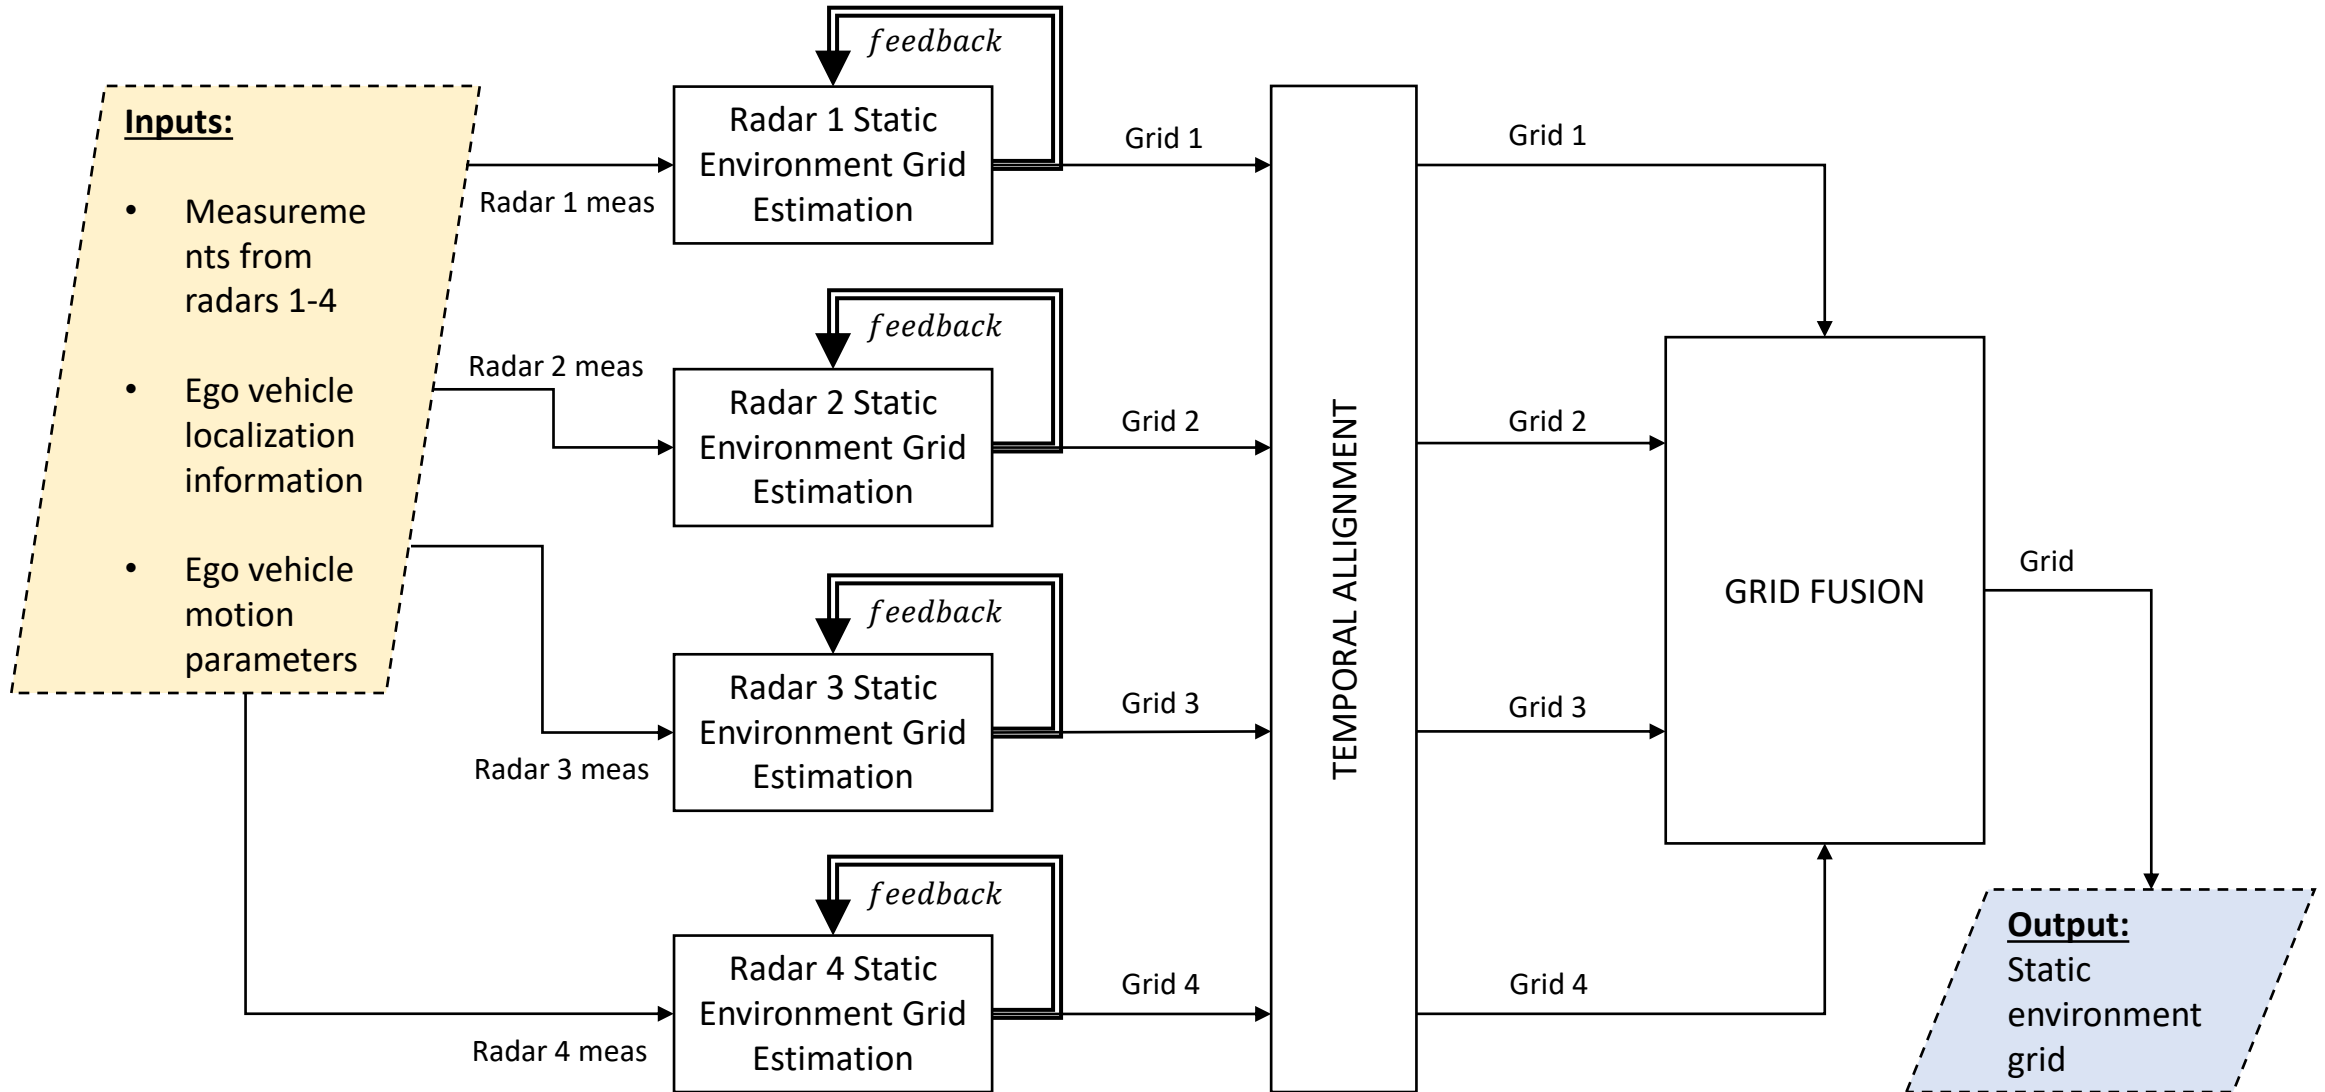 Inputs:
• Measureme
nts from
radars 1-4
• Ego vehicle
localization
information
• Ego vehicle
motion
parameters
Radar 1 meas
Radar 2 meas
Radar 3 meas
Radar 4 meas
feedback
Radar 1 Static
Environment Grid
Estimation
feedback
Radar 2 Static
Environment Grid
Estimation
feedback
Radar 3 Static
Environment Grid
Estimation
feedback
Radar 4 Static
Environment Grid
Estimation
Grid 1
Grid 2
Grid 3
Grid 4
TEMPORAL ALLIGNMENT
Grid 1
Grid 2
Grid 3
Grid 4
GRID FUSION
Grid
Output:
Static
environment
grid